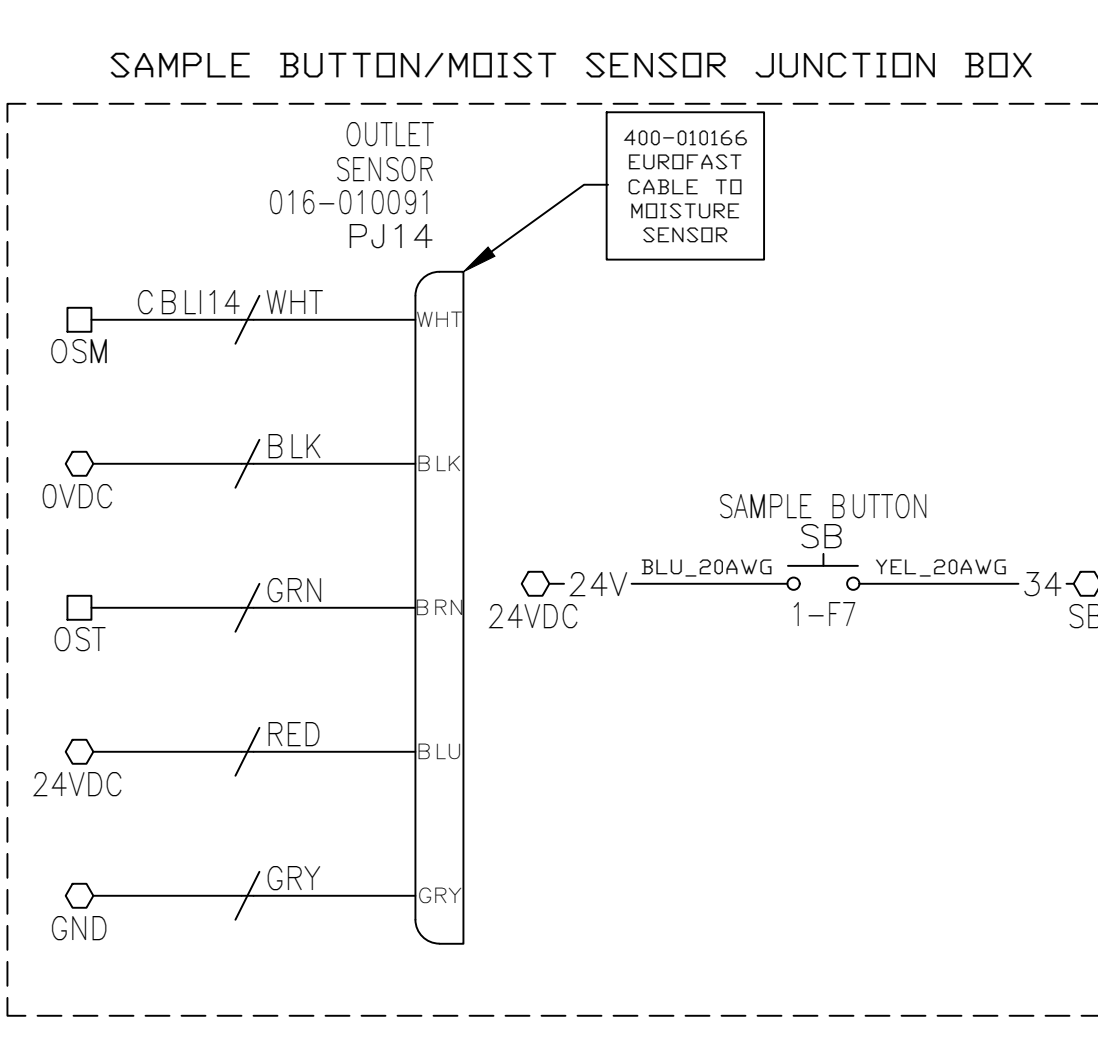 SAMPLE BUTTON/MOIST SENSOR JUNCTION BOX
OUTLET
SENSOR
016-010091
PJ14
400-010166
EUROFAST
CABLE TO
MOISTURE
SENSOR
CBLI14 WHT
WHT
OSM
BLK
BLK
0VDC
GRN
BRN
OST
RED
BLU
24VDC
GRY
GRY
GND
SAMPLE BUTTON
SB
24V
BLU_20AWG
YEL_20AWG
34
24VDC
1-F7
SB